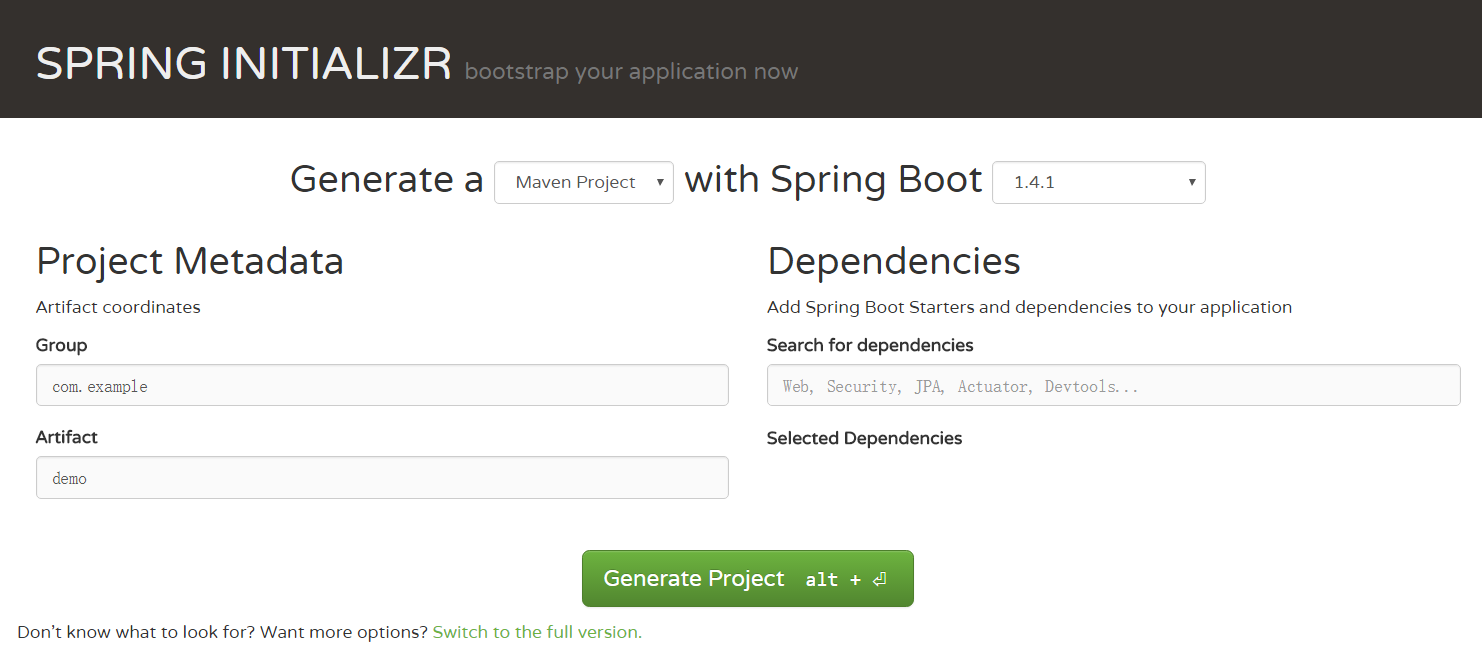 SPRING INITIALIZR bootstrap your application now
Generate a Maven Project with Spring Boot 1.4.1
Project Metadata
Artifact coordinates
Group
com.example
Artifact
demo
Dependencies
Add Spring Boot Starters and dependencies to your application
Search for dependencies
Web, Security, JPA, Actuator, Devtools...
Selected Dependencies
Generate Project alt + ⏎
Don't know what to look for? Want more options? Switch to the full version.